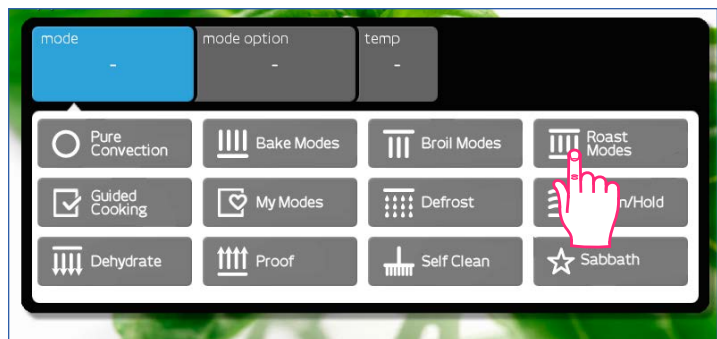 mode
mode option
temp
-
-
-
Pure
Convection
Bake Modes
Broil Modes
Roast
Modes
Guided
Cooking
My Modes
Defrost
n/Hold
Dehydrate
Proof
Self Clean
Sabbath